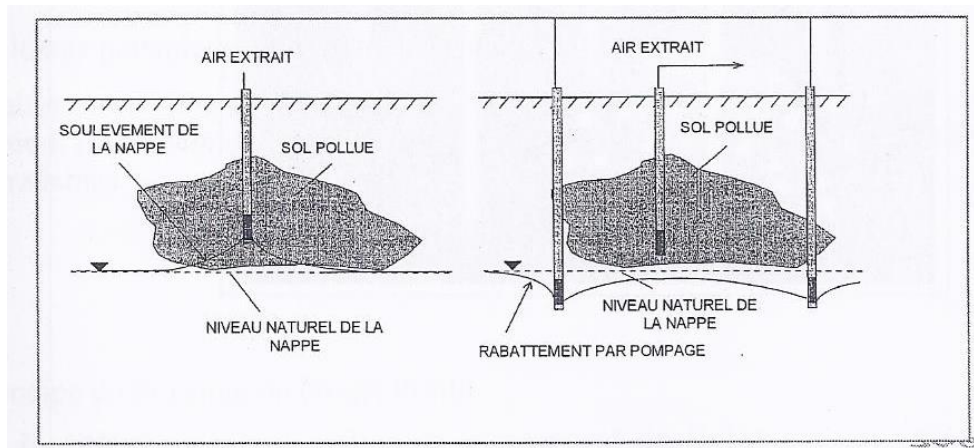 AIR EXTRAIT
SOULEVEMENT DE
LA NAPPE
SOL POLLUE
NIVEAU NATUREL DE LA
NAPPE
AIR EXTRAIT
SOL POLLUE
NIVEAU NATUREL DE
LA NAPPE
RABATTEMENT PAR POMPAGE